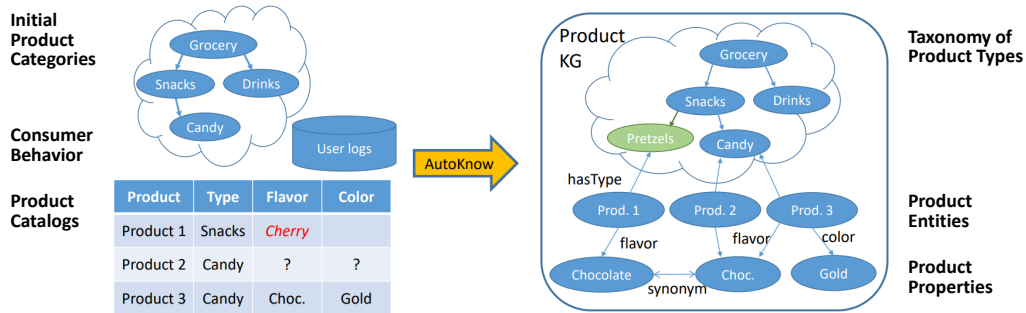 Initial
Product
Categories
Grocery
Snacks
Drinks
Candy
Consumer
Behavior
User logs
Product
Catalogs
Product Type Flavor Color
Product 1 Snacks Cherry
Product 2 Candy ? ?
Product 3 Candy Choc. Gold
AutoKnow
Product
KG
Grocery
Snacks
Drinks
Pretzels
Candy
hasType
Prod. 1
Prod. 2
Prod. 3
flavor
flavor
color
Chocolate
synonym
Choc.
Gold
Taxonomy of
Product Types
Product
Entities
Product
Properties